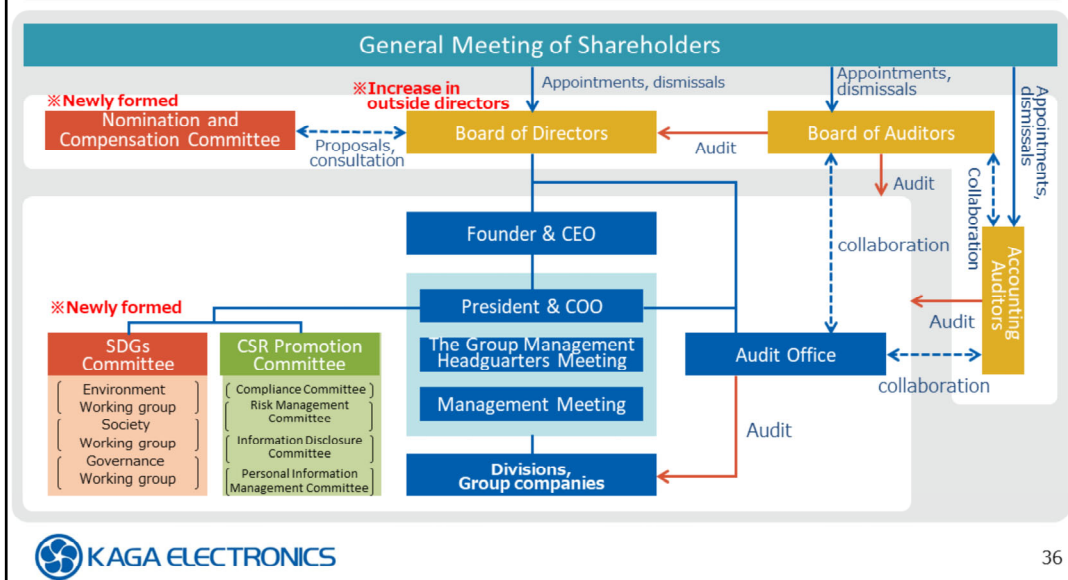 General Meeting of Shareholders
※Newly formed
※Increase in
outside directors
Appointments, dismissals
Appointments,
dismissals
Appointments,
dismissals
Nomination and
Compensation Committee
Proposals,
consultation
Board of Directors
Audit
Board of Auditors
Audit
Collaboration
Founder & CEO
collaboration
Accounting
Auditors
※Newly formed
President & COO
Audit
SDGs
Committee
CSR Promotion
Committee
The Group Management
Headquarters Meeting
Audit Office
collaboration
Environment
Working group
Society
Working group
Governance
Working group
Compliance Committee
Risk Management
Committee
Information Disclosure
Committee
Personal Information
Management Committee
Management Meeting
Audit
Divisions,
Group companies
KAGA ELECTRONICS
36